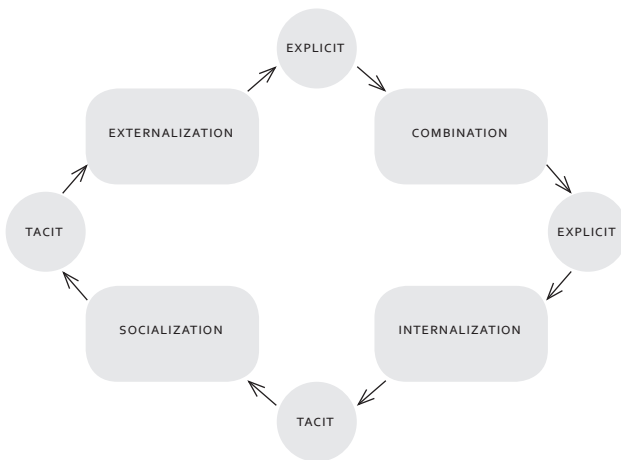 EXPLICIT
EXTERNALIZATION
COMBINATION
TACIT
EXPLICIT
SOCIALIZATION
INTERNALIZATION
TACIT